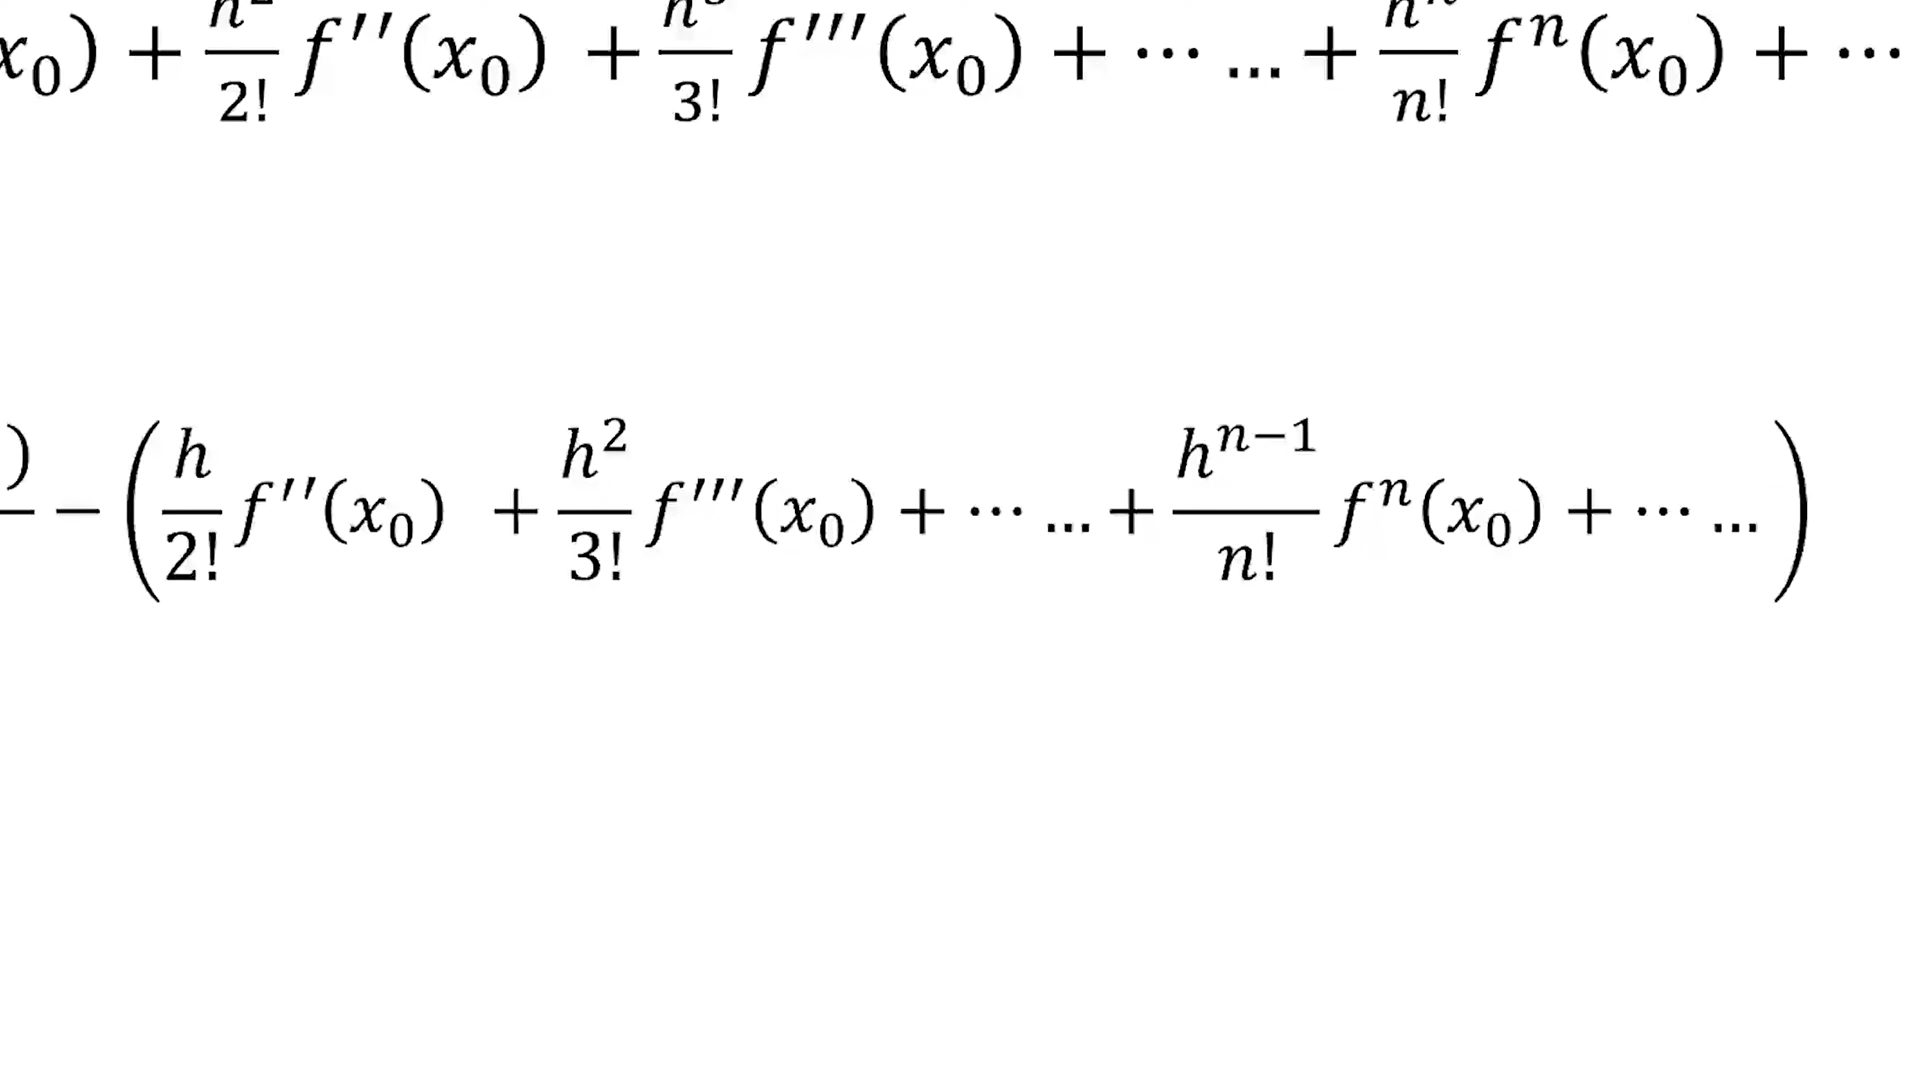 x₀) + h²/2! f′′(x₀) + h³/3! f′′′(x₀) + ⋯ … + hⁿ/n! fⁿ(x₀) + ⋯
) − (h/2! f′′(x₀) + h²/3! f′′′(x₀) + ⋯ … + hⁿ⁻¹/n! fⁿ(x₀) + ⋯ …)